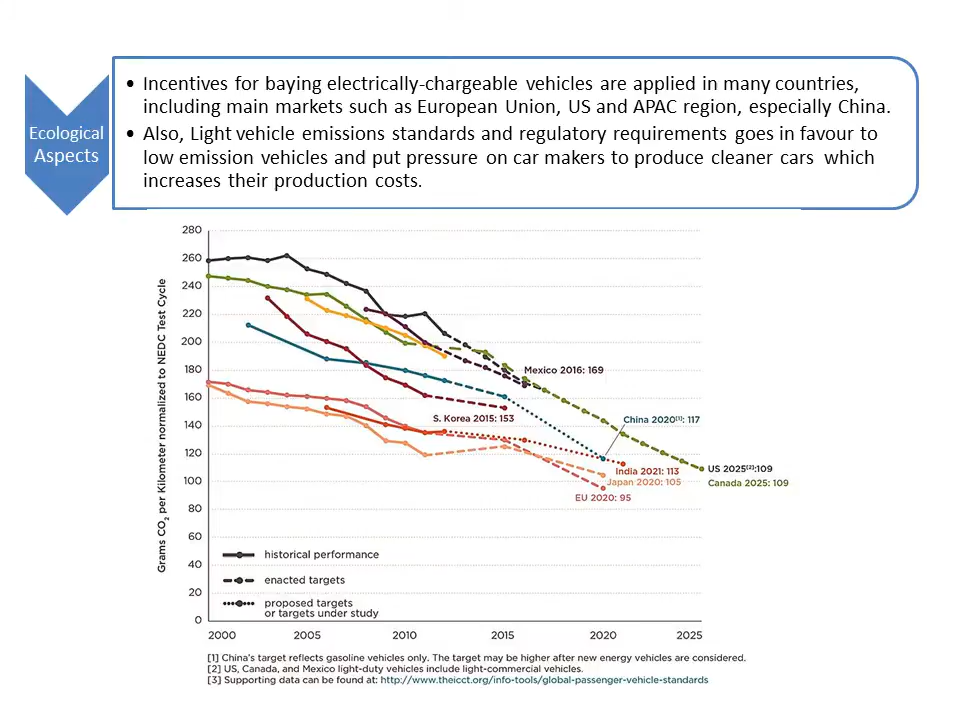 Ecological
Aspects
• Incentives for baying electrically-chargeable vehicles are applied in many countries,
including main markets such as European Union, US and APAC region, especially China.
• Also, Light vehicle emissions standards and regulatory requirements goes in favour to
low emission vehicles and put pressure on car makers to produce cleaner cars which
increases their production costs.
Grams CO2 per Kilometer normalized to NEDC Test Cycle
280
260
240
220
200
180
160
140
120
100
80
60
40
20
0
Mexico 2016: 169
S. Korea 2015: 153
China 2020[1]: 117
US 2025[2]:109
India 2021: 113
Japan 2020: 105
Canada 2025: 109
EU 2020: 95
historical performance
enacted targets
proposed targets
or targets under study
2000 2005 2010 2015 2020 2025
[1] China's target reflects gasoline vehicles only. The target may be higher after new energy vehicles are considered.
[2] US, Canada, and Mexico light-duty vehicles include light-commercial vehicles.
[3] Supporting data can be found at: http://www.theicct.org/info-tools/global-passenger-vehicle-standards